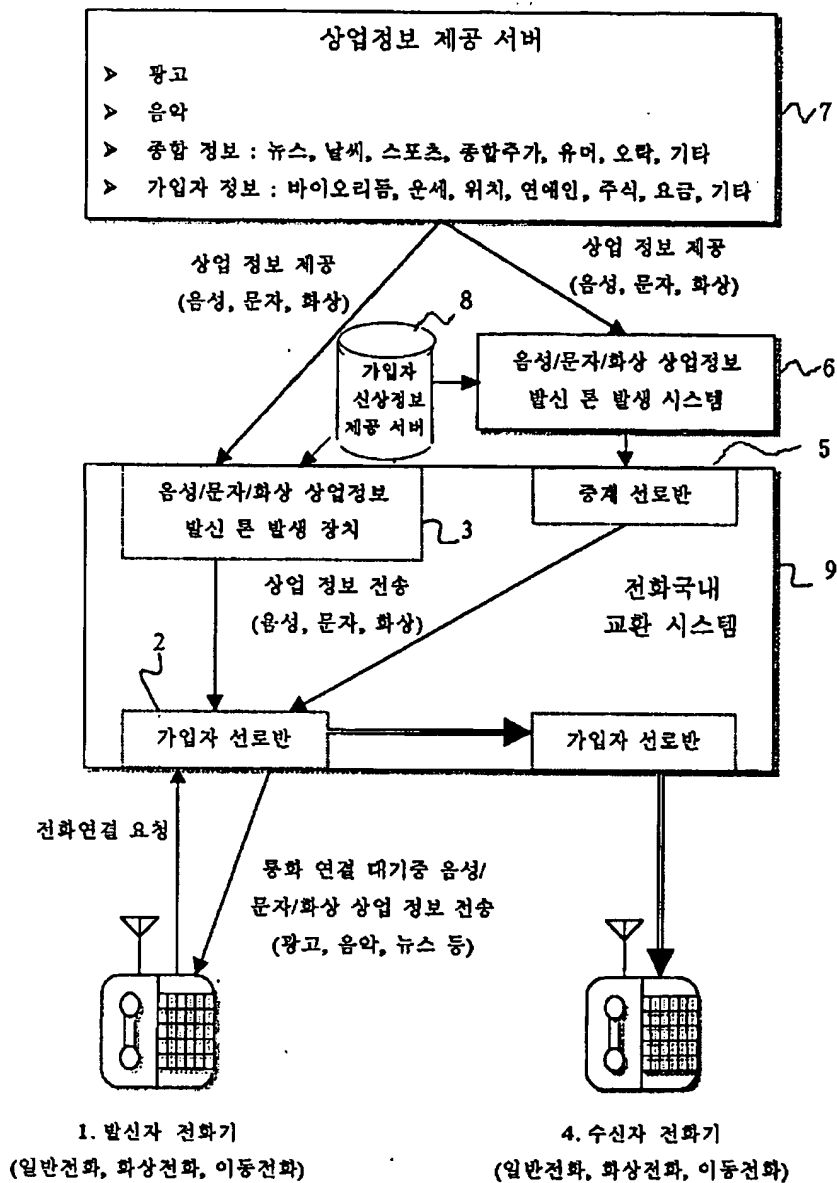 상업정보 제공 서버
➢ 광고
➢ 음악
➢ 종합 정보 : 뉴스, 날씨, 스포츠, 종합주가, 유머, 오락, 기타
➢ 가입자 정보 : 바이오리듬, 운세, 위치, 연예인, 주식, 요금, 기타
7
상업 정보 제공
(음성, 문자, 화상)
상업 정보 제공
(음성, 문자, 화상)
8
가입자
신상정보
제공 서버
음성/문자/화상 상업정보
발신 톤 발생 시스템
6
5
음성/문자/화상 상업정보
발신 톤 발생 장치
3
중계 선로반
9
상업 정보 전송
(음성, 문자, 화상)
전화국내
교환 시스템
2
가입자 선로반
가입자 선로반
전화연결 요청
통화 연결 대기중 음성/
문자/화상 상업 정보 전송
(광고, 음악, 뉴스 등)
1. 발신자 전화기
(일반전화, 화상전화, 이동전화)
4. 수신자 전화기
(일반전화, 화상전화, 이동전화)